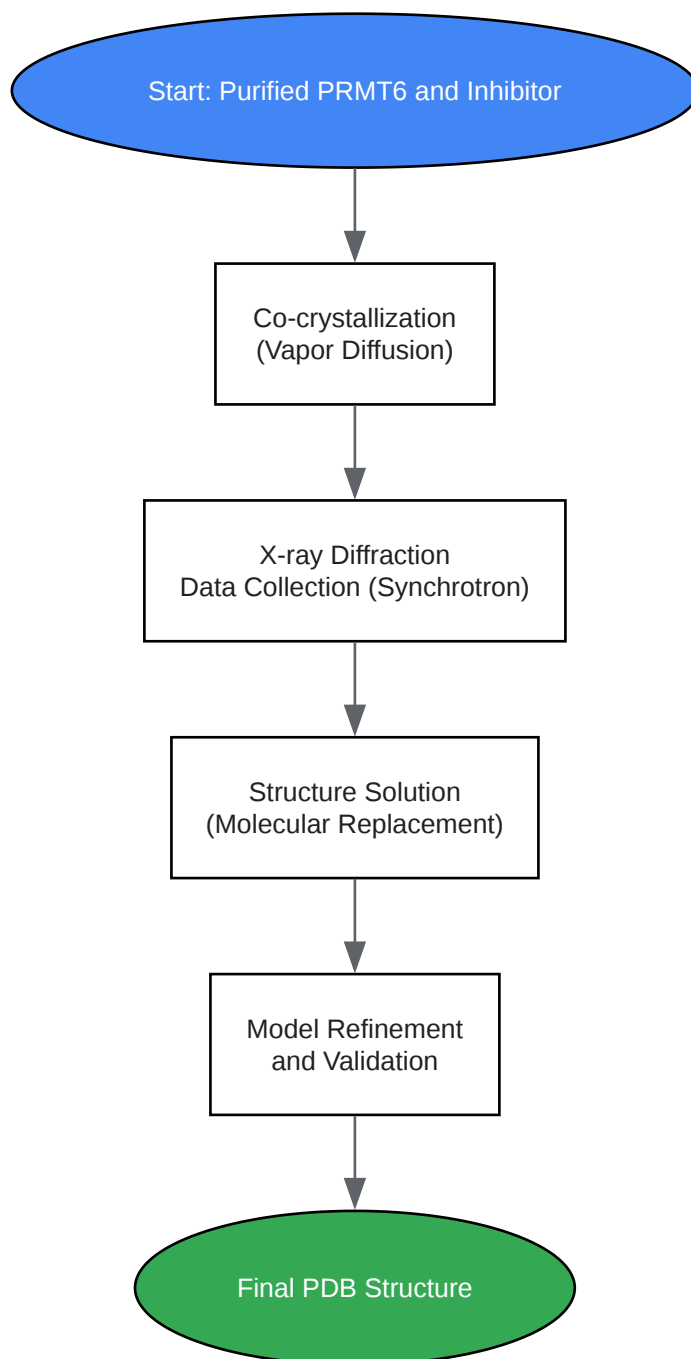 Start: Purified PRMT6 and Inhibitor
Co-crystallization
(Vapor Diffusion)
X-ray Diffraction
Data Collection (Synchrotron)
Structure Solution
(Molecular Replacement)
Model Refinement
and Validation
Final PDB Structure